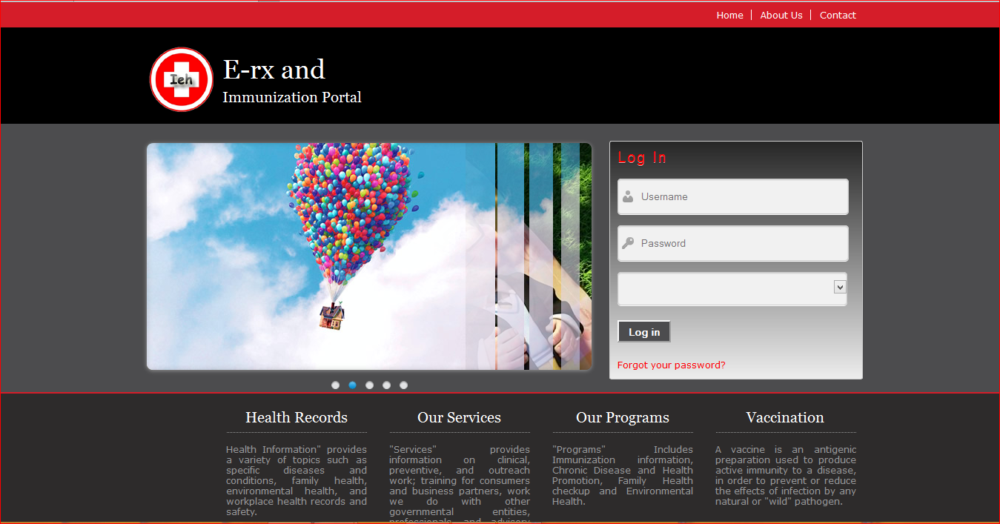 Home About Us Contact
Ieh
E-rx and
Immunization Portal
Log In
Username
Password
Log in
Forgot your password?
Health Records
Health Information" provides
a variety of topics such as
specific diseases and
conditions, family health,
environmental health, and
workplace health records and
safety.
Our Services
"Services" provides
information on clinical,
preventive, and outreach
work; training for consumers
and business partners, work
we do with other
governmental entities,
professionals, and advisory
Our Programs
"Programs" Includes
Immunization information,
Chronic Disease and Health
Promotion, Family Health
checkup and Environmental
Health.
Vaccination
A vaccine is an antigenic
preparation used to produce
active immunity to a disease,
in order to prevent or reduce
the effects of infection by any
natural or "wild" pathogen.